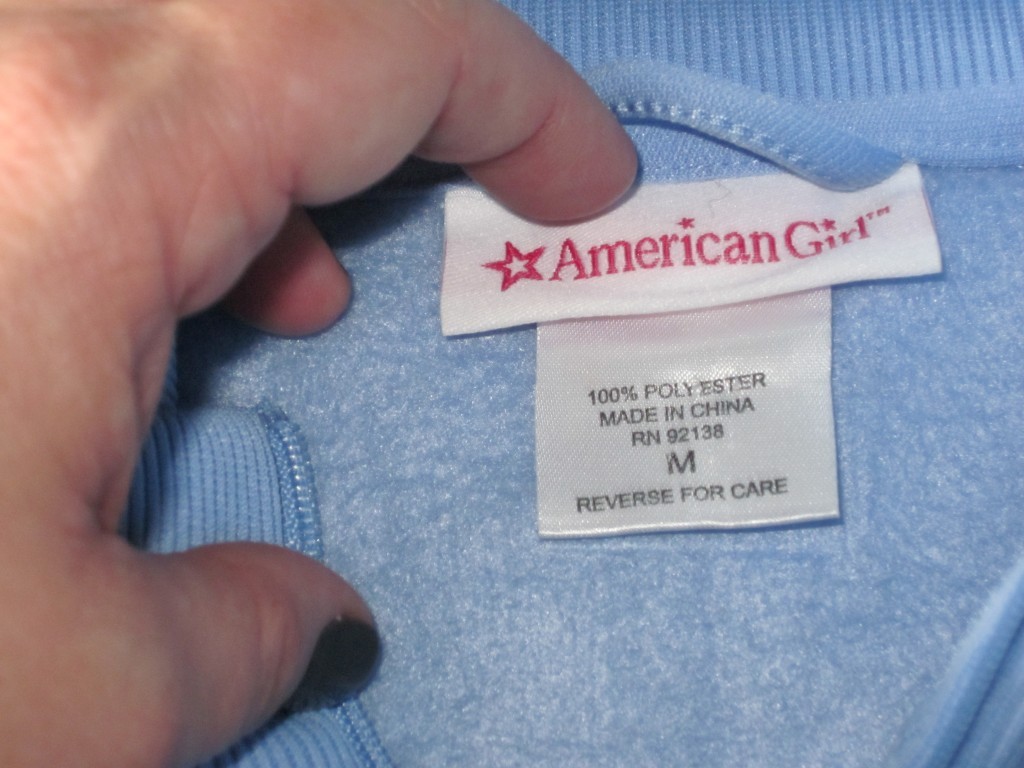 American Girl™
100% POLYESTER
MADE IN CHINA
RN 92138
M
REVERSE FOR CARE